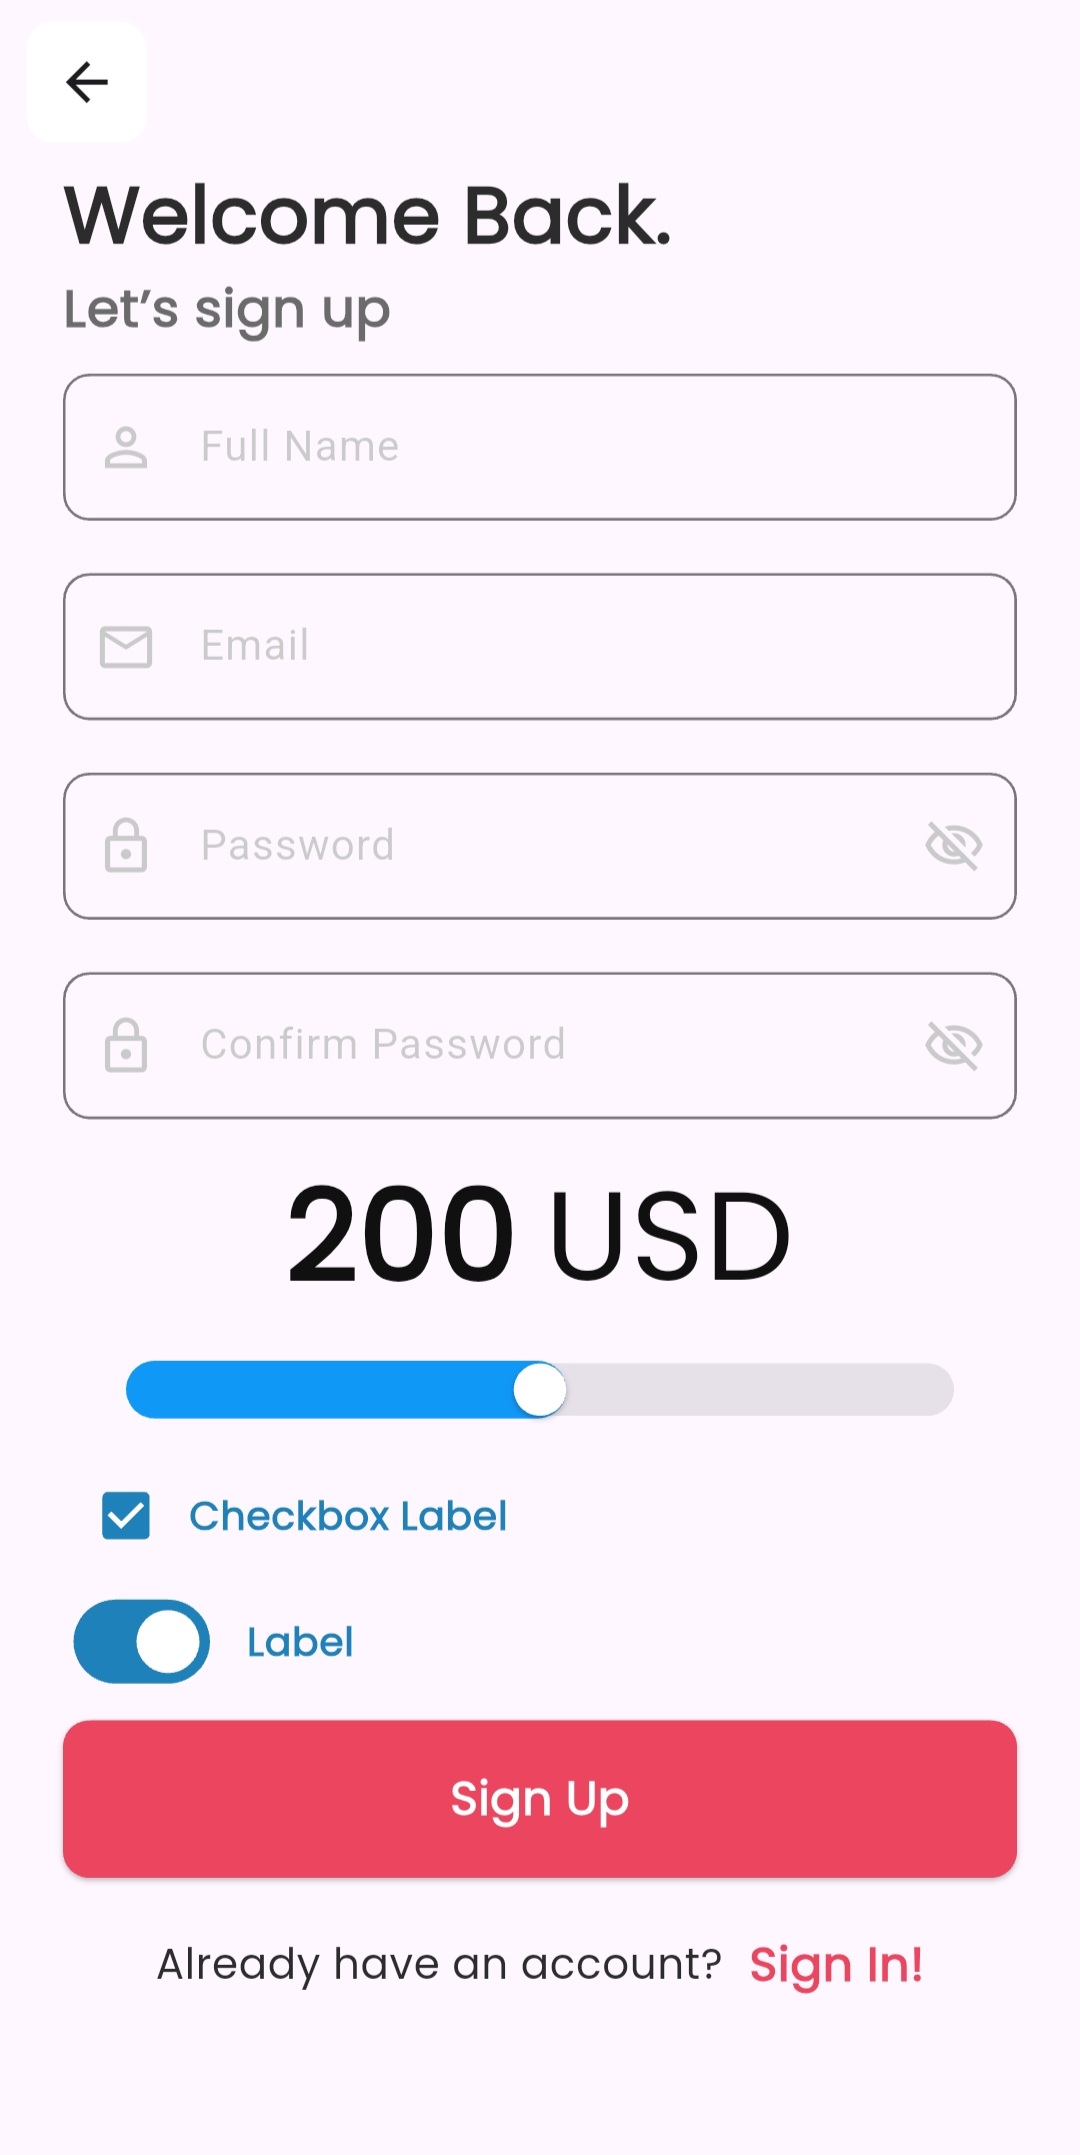 Welcome Back.
Let’s sign up
Full Name
Email
Password
Confirm Password
200 USD
Checkbox Label
Label
Sign Up
Already have an account? Sign In!